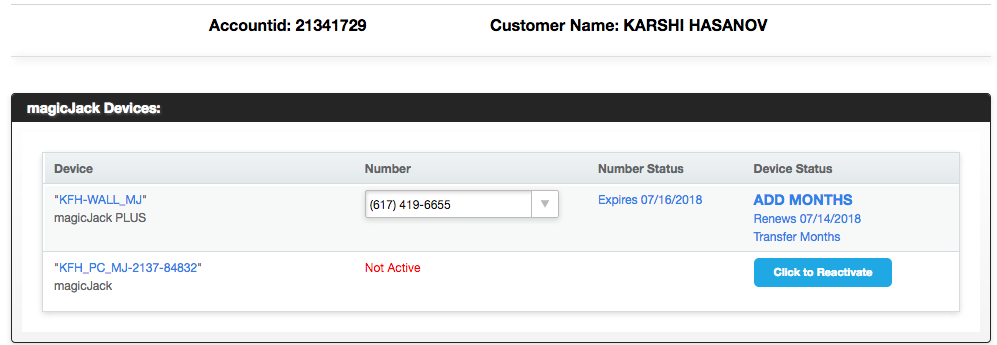 Accountid: 21341729 Customer Name: KARSHI HASANOV
magicJack Devices:
Device Number Number Status Device Status
"KFH-WALL_MJ" (617) 419-6655 Expires 07/16/2018 ADD MONTHS
magicJack PLUS Renews 07/14/2018
Transfer Months
"KFH_PC_MJ-2137-84832" Not Active Click to Reactivate
magicJack